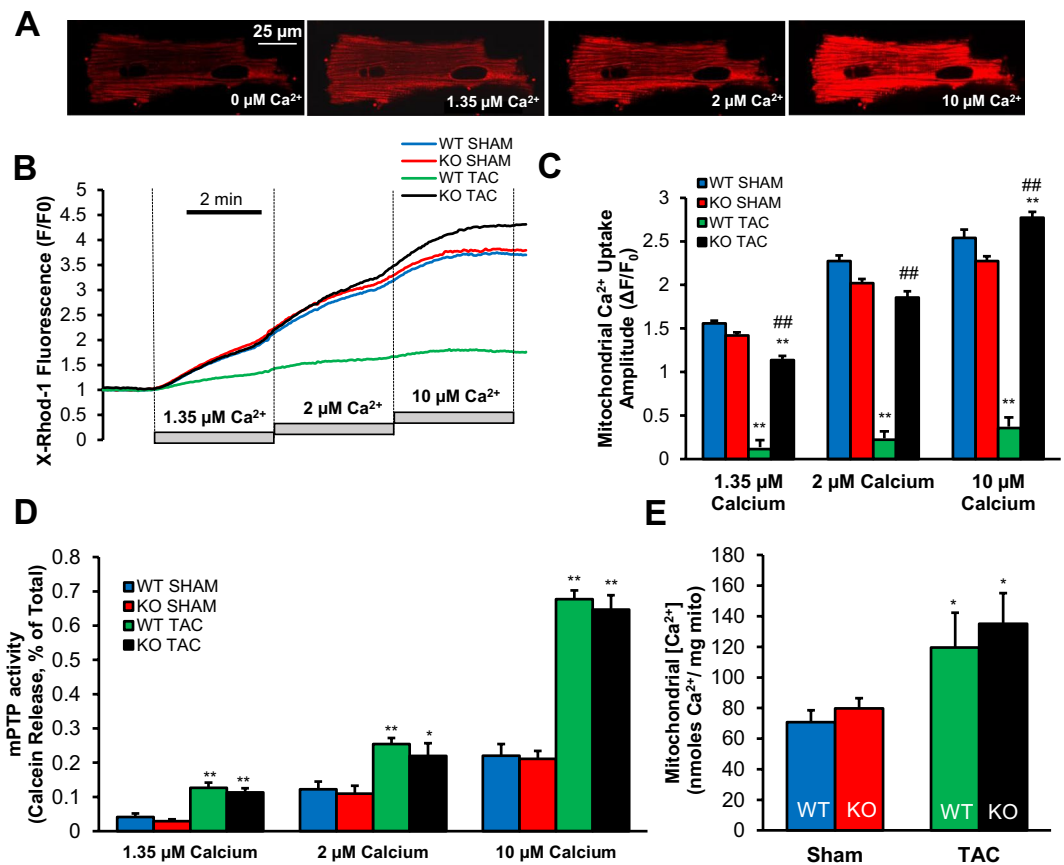 A
25 µm
0 µM Ca²⁺
1.35 µM Ca²⁺
2 µM Ca²⁺
10 µM Ca²⁺
B
WT SHAM
KO SHAM
WT TAC
KO TAC
X-Rhod-1 Fluorescence (F/F0)
5
4.5
4
3.5
3
2.5
2
1.5
1
0.5
0
2 min
1.35 µM Ca²⁺
2 µM Ca²⁺
10 µM Ca²⁺
C
WT SHAM
KO SHAM
WT TAC
KO TAC
Mitochondrial Ca²⁺ Uptake
Amplitude (ΔF/F₀)
3
2.5
2
1.5
1
0.5
0
##
**
**
##
**
##
**
**
1.35 µM
Calcium
2 µM Calcium
10 µM
Calcium
D
mPTP activity
(Calcein Release, % of Total)
0.8
0.7
0.6
0.5
0.4
0.3
0.2
0.1
0
WT SHAM
KO SHAM
WT TAC
KO TAC
** **
** *
** **
1.35 µM Calcium
2 µM Calcium
10 µM Calcium
E
Mitochondrial [Ca²⁺]
(nmoles Ca²⁺/ mg mito)
180
160
140
120
100
80
60
40
20
0
* *
WT KO WT KO
Sham TAC